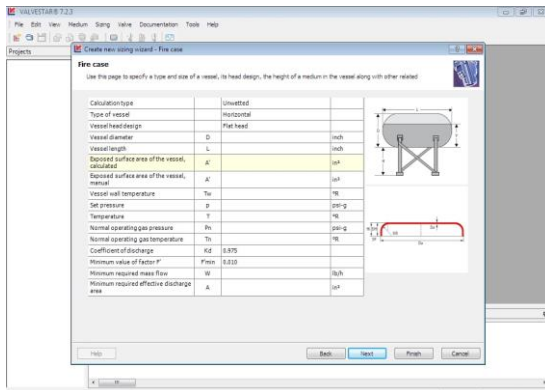 VALVESTAR® 7.2.3
File Edit View Medium Sizing Valve Documentation Tools Help
Projects
Create new sizing wizard - Fire case
Fire case
Use this page to specify a type and size of a vessel, its head design, the height of a medium in the vessel along with other related
Calculation type Unwetted
Type of vessel Horizontal
Vessel head design Flat head
Vessel diameter D inch
Vessel length L inch
Exposed surface area of the vessel, calculated A' in²
Exposed surface area of the vessel, manual A' in²
Vessel wall temperature Tw °R
Set pressure p psi-g
Temperature T °R
Normal operating gas pressure Pn psi-g
Normal operating gas temperature Tn °R
Coefficient of discharge Kd 0.975
Minimum value of factor F' F'min 0.010
Minimum required mass flow W lb/h
Minimum required effective discharge area A in²
L
Help Back Next Finish Cancel